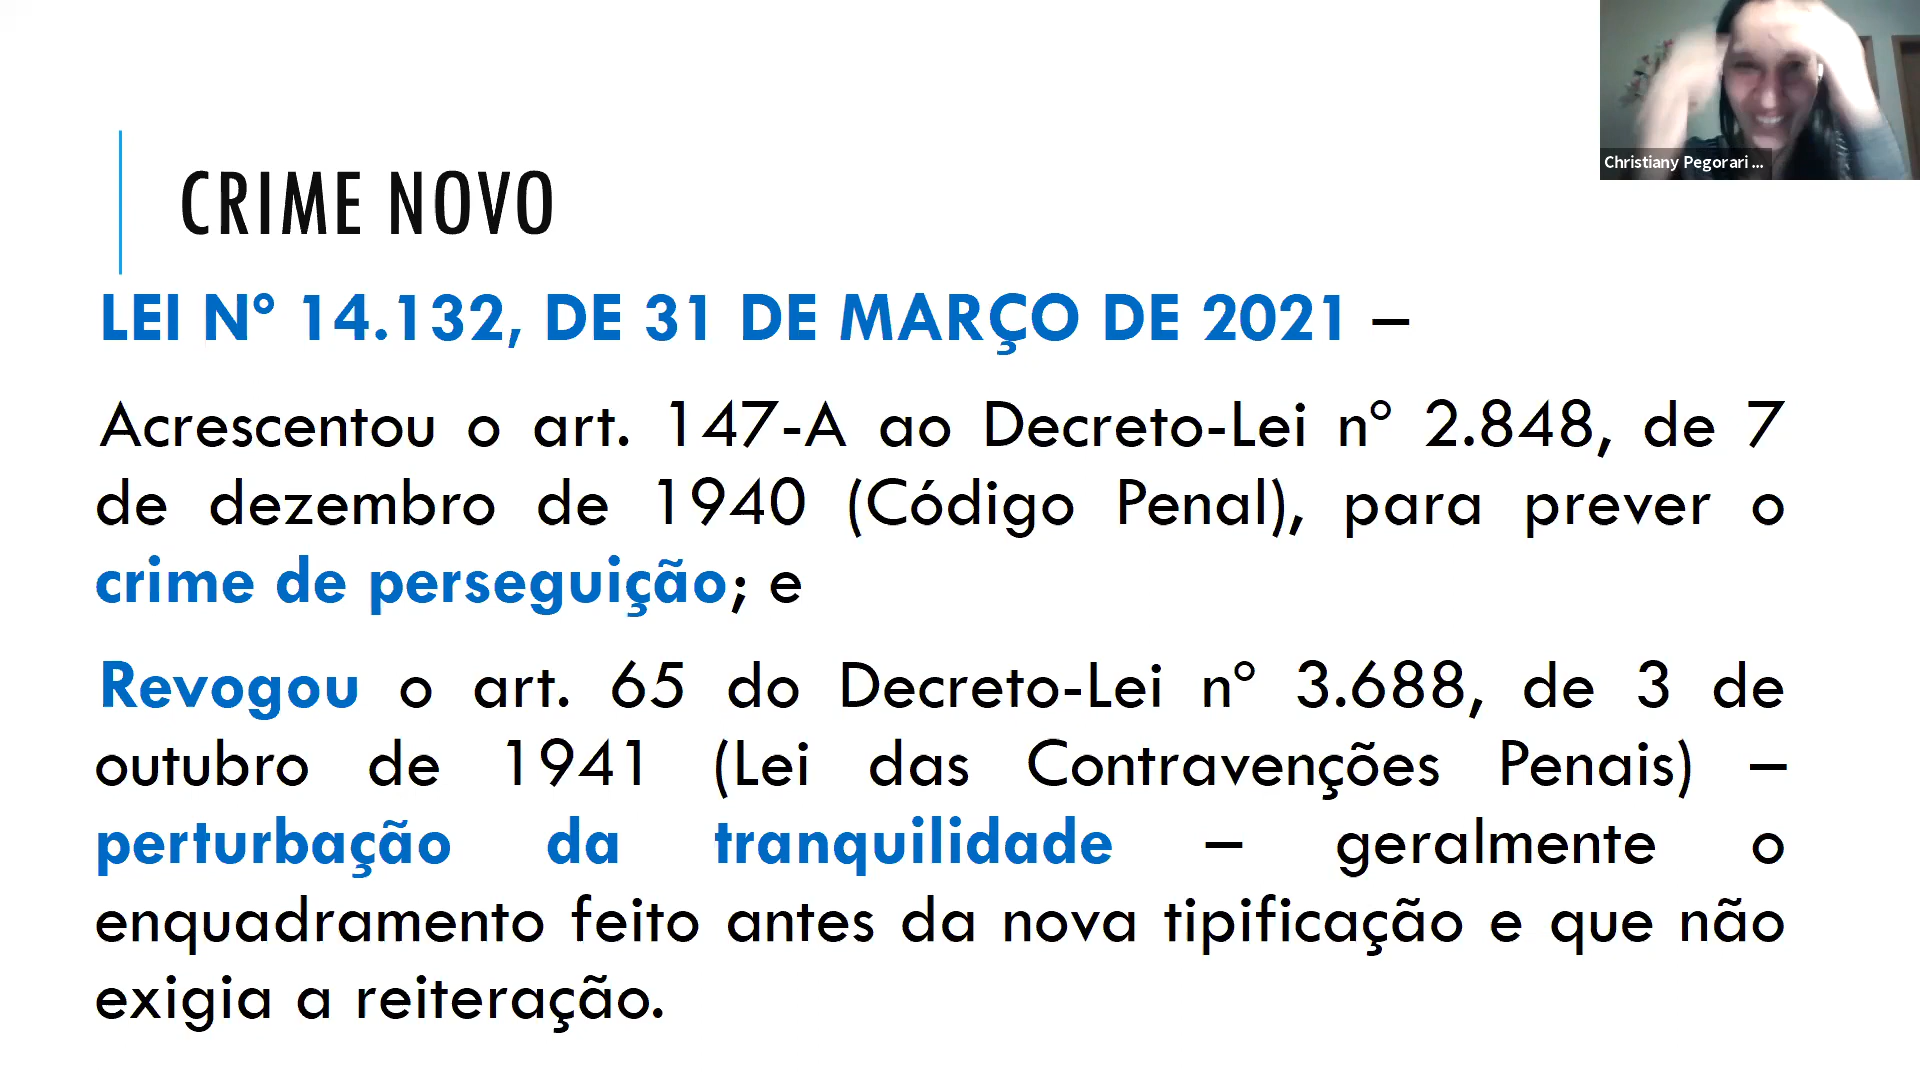 Christiany Pegorari ...
CRIME NOVO
LEI Nº 14.132, DE 31 DE MARÇO DE 2021 –
Acrescentou o art. 147-A ao Decreto-Lei nº 2.848, de 7
de dezembro de 1940 (Código Penal), para prever o
crime de perseguição; e
Revogou o art. 65 do Decreto-Lei nº 3.688, de 3 de
outubro de 1941 (Lei das Contravenções Penais) –
perturbação da tranquilidade – geralmente o
enquadramento feito antes da nova tipificação e que não
exigia a reiteração.